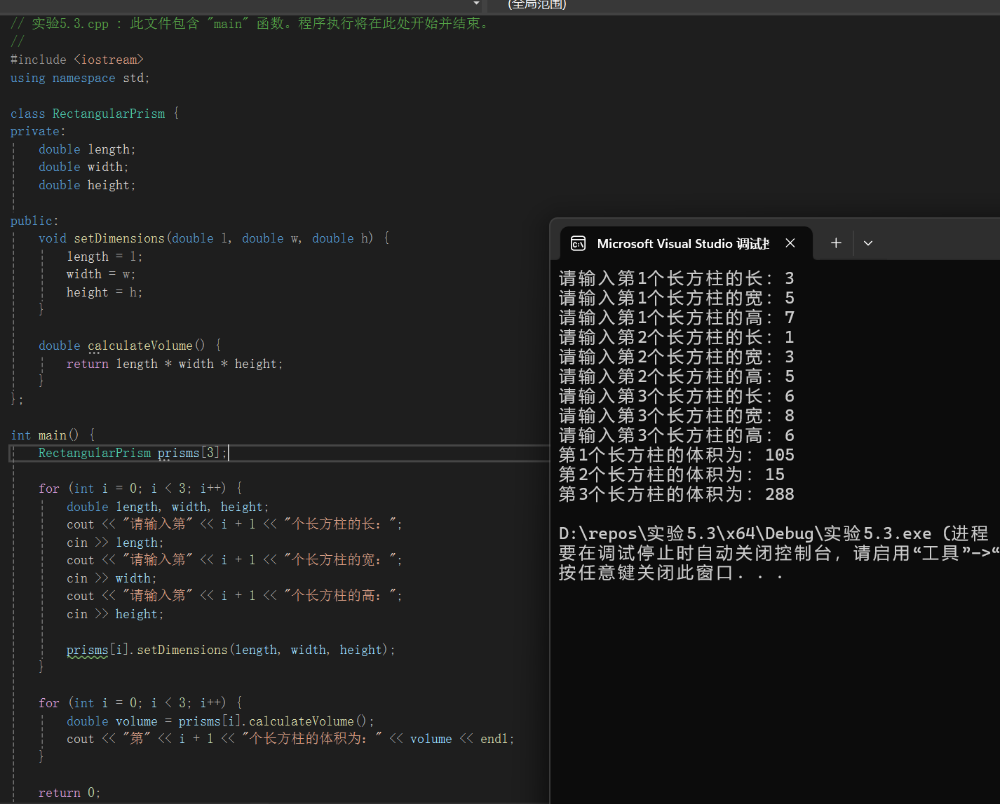 (全局范围)
// 实验5.3.cpp : 此文件包含 "main" 函数。程序执行将在此处开始并结束。
//
#include <iostream>
using namespace std;
class RectangularPrism {
private:
double length;
double width;
double height;
public:
void setDimensions(double l, double w, double h) {
length = l;
width = w;
height = h;
}
double calculateVolume() {
return length * width * height;
}
};
int main() {
RectangularPrism prisms[3];
for (int i = 0; i < 3; i++) {
double length, width, height;
cout << "请输入第" << i + 1 << "个长方柱的长：";
cin >> length;
cout << "请输入第" << i + 1 << "个长方柱的宽：";
cin >> width;
cout << "请输入第" << i + 1 << "个长方柱的高：";
cin >> height;
prisms[i].setDimensions(length, width, height);
}
for (int i = 0; i < 3; i++) {
double volume = prisms[i].calculateVolume();
cout << "第" << i + 1 << "个长方柱的体积为：" << volume << endl;
}
return 0;
Microsoft Visual Studio 调试
请输入第1个长方柱的长：3
请输入第1个长方柱的宽：5
请输入第1个长方柱的高：7
请输入第2个长方柱的长：1
请输入第2个长方柱的宽：3
请输入第2个长方柱的高：5
请输入第3个长方柱的长：6
请输入第3个长方柱的宽：8
请输入第3个长方柱的高：6
第1个长方柱的体积为：105
第2个长方柱的体积为：15
第3个长方柱的体积为：288
D:\repos\实验5.3\x64\Debug\实验5.3.exe (进程
要在调试停止时自动关闭控制台，请启用“工具”->“
按任意键关闭此窗口. . .